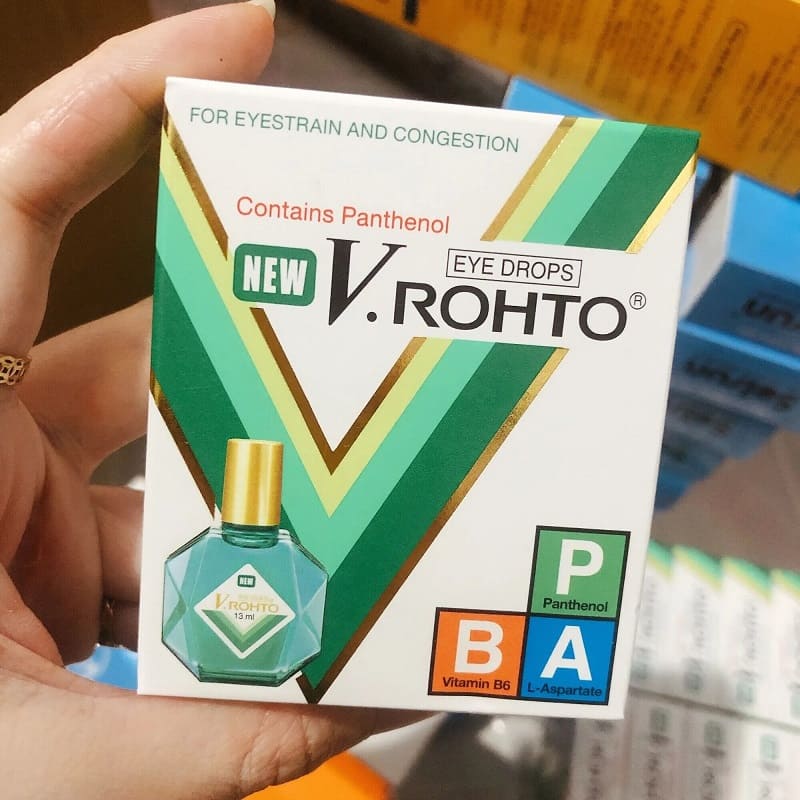 FOR EYESTRAIN AND CONGESTION
Contains Panthenol
NEW V. ROHTO®
EYE DROPS
NEW
V.ROHTO
13 ml
P
Panthenol
B
Vitamin B6
A
L-Aspartate